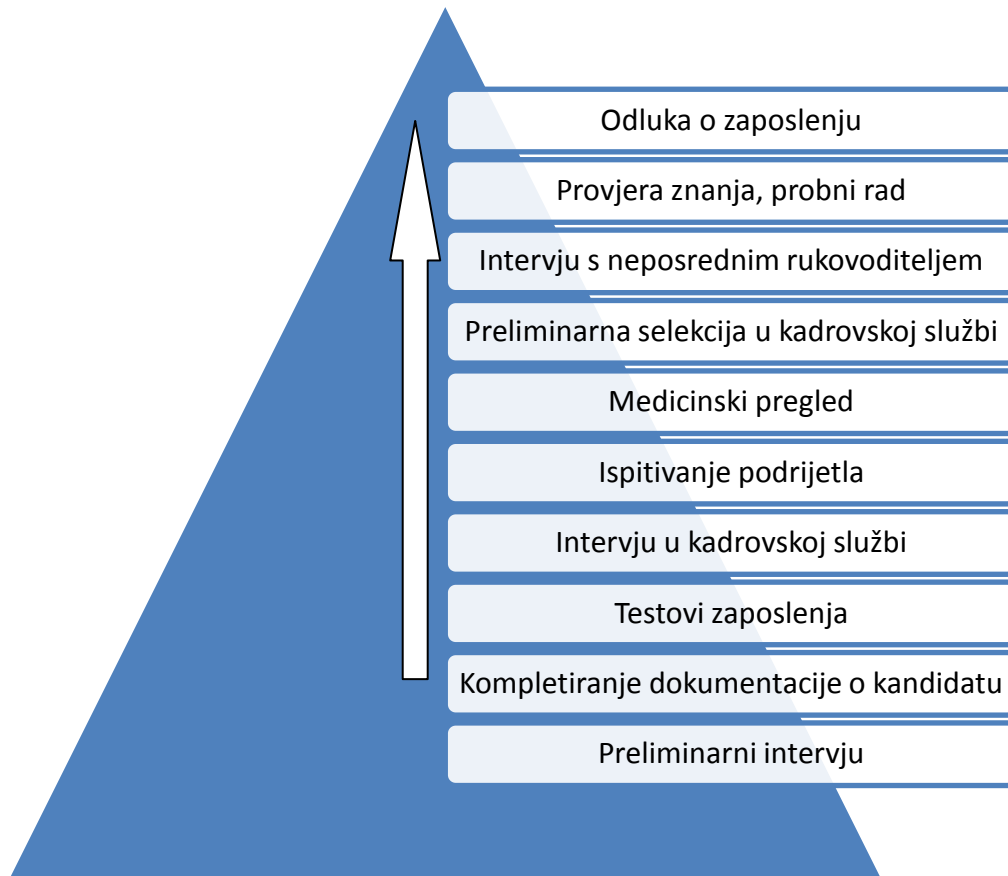 Odluka o zaposlenju
Provjera znanja, probni rad
Intervju s neposrednim rukovoditeljem
Preliminarna selekcija u kadrovskoj službi
Medicinski pregled
Ispitivanje podrijetla
Intervju u kadrovskoj službi
Testovi zaposlenja
Kompletiranje dokumentacije o kandidatu
Preliminarni intervju